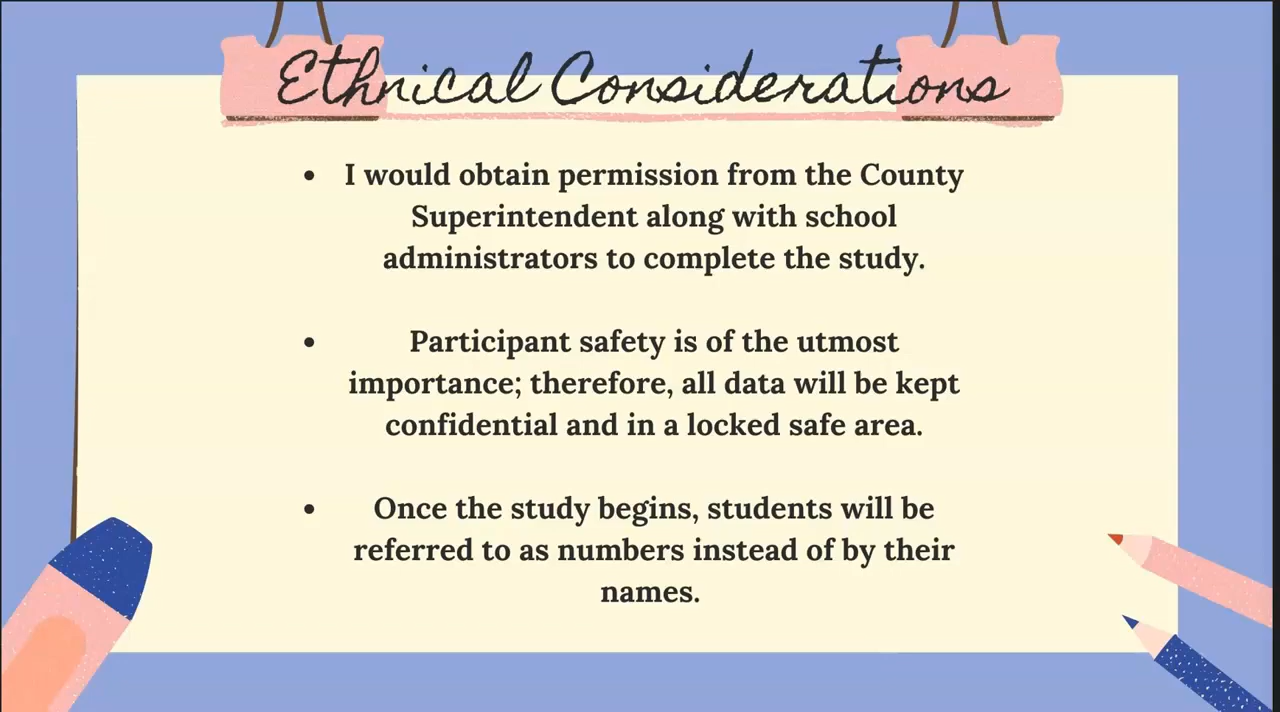 Ethnical Considerations
• I would obtain permission from the County
Superintendent along with school
administrators to complete the study.
• Participant safety is of the utmost
importance; therefore, all data will be kept
confidential and in a locked safe area.
• Once the study begins, students will be
referred to as numbers instead of by their
names.